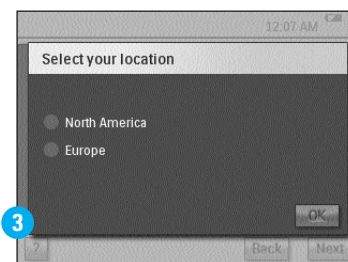 12:07 AM
Select your location
North America
Europe
OK
3
?
Back
Next